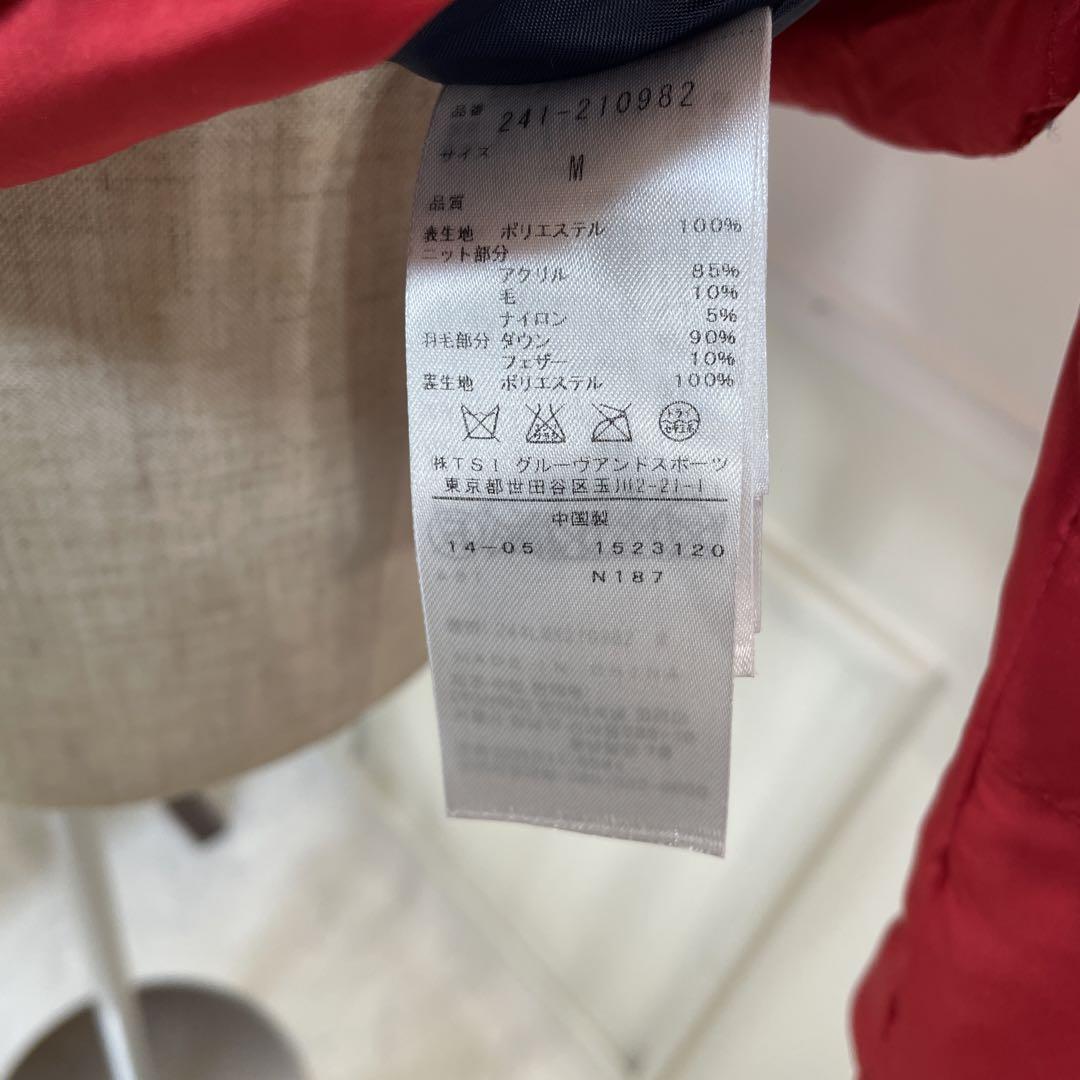 品番 241-210982
サイズ M
品質
表生地 ポリエステル 100%
ニット部分
アクリル 85%
毛 10%
ナイロン 5%
羽毛部分 ダウン 90%
フェザー 10%
裏生地 ポリエステル 100%
ドライ
㈱TSI グルーヴアンドスポーツ
東京都世田谷区玉川2-21-1
中国製
14-05 1523120
N187